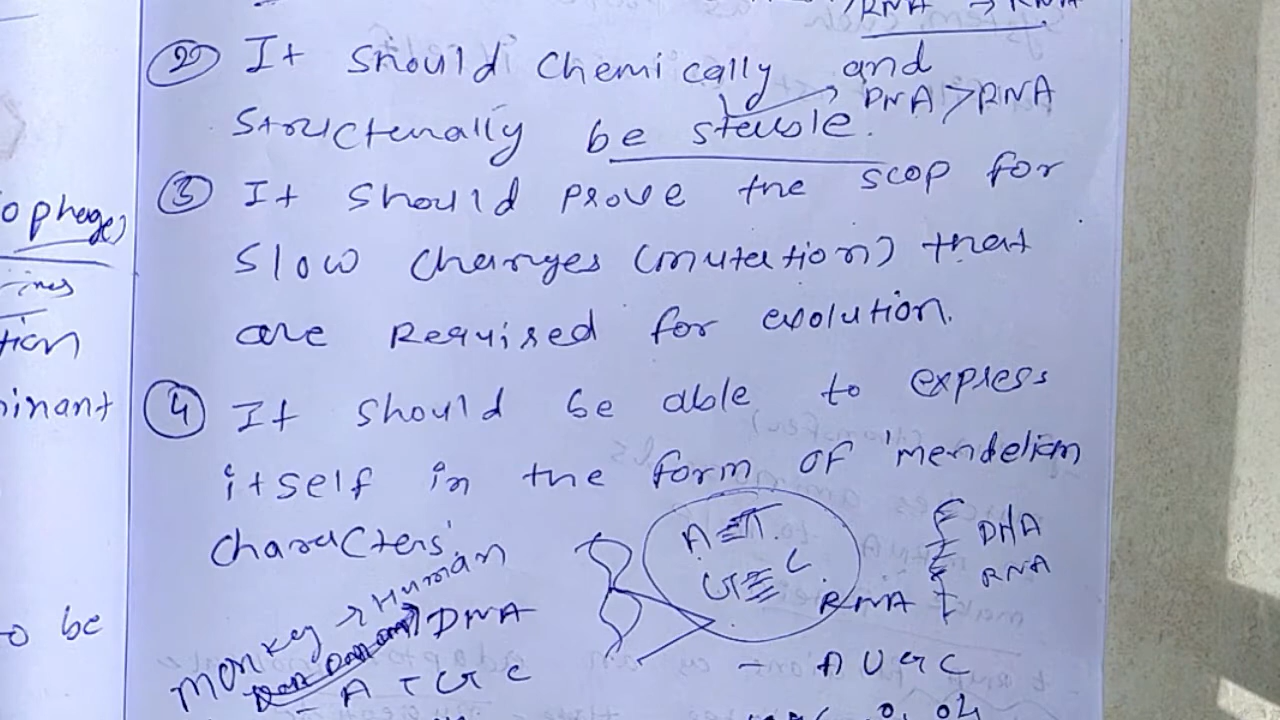 RNA → RNA
② It should chemically and
DNA > RNA
structurally be stable.
③ It should prove the scop for
slow changes (mutation) that
are Required for evolution.
④ It should be able to express
itself in the form of 'mendelism
characters'.
ophage)
tion
inant
o be
monkey → Human
DNA
- A T G C
A T
G ≡ C
RNA
DNA
RNA
- A U G C